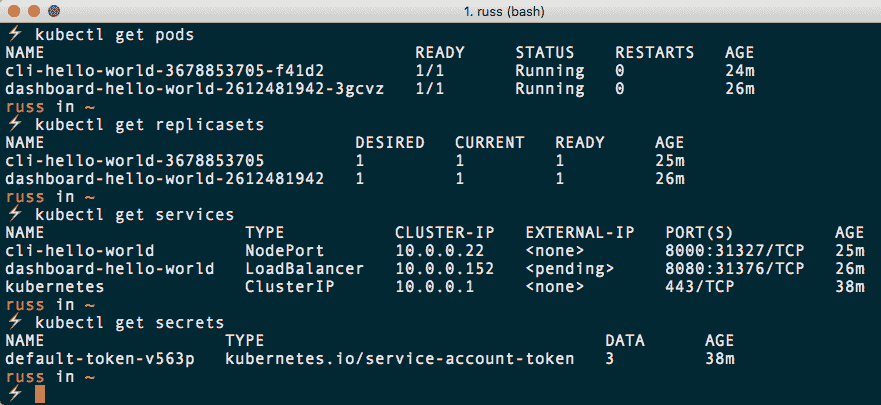 1. russ (bash)
⚡ kubectl get pods
NAME READY STATUS RESTARTS AGE
cli-hello-world-3678853705-f41d2 1/1 Running 0 24m
dashboard-hello-world-2612481942-3gcvz 1/1 Running 0 26m
russ in ~
⚡ kubectl get replicasets
NAME DESIRED CURRENT READY AGE
cli-hello-world-3678853705 1 1 1 25m
dashboard-hello-world-2612481942 1 1 1 26m
russ in ~
⚡ kubectl get services
NAME TYPE CLUSTER-IP EXTERNAL-IP PORT(S) AGE
cli-hello-world NodePort 10.0.0.22 <none> 8000:31327/TCP 25m
dashboard-hello-world LoadBalancer 10.0.0.152 <pending> 8080:31376/TCP 26m
kubernetes ClusterIP 10.0.0.1 <none> 443/TCP 38m
russ in ~
⚡ kubectl get secrets
NAME TYPE DATA AGE
default-token-v563p kubernetes.io/service-account-token 3 38m
russ in ~
⚡